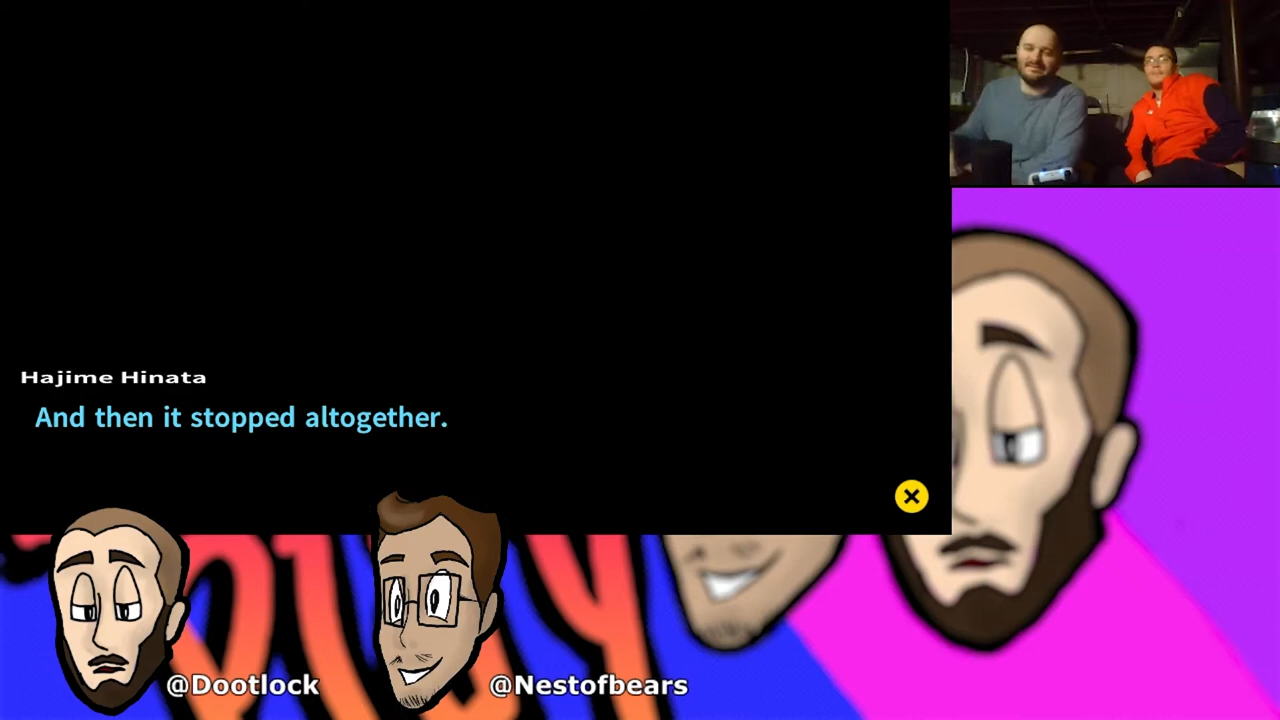 Hajime Hinata
And then it stopped altogether.
@Dootlock
@Nestofbears